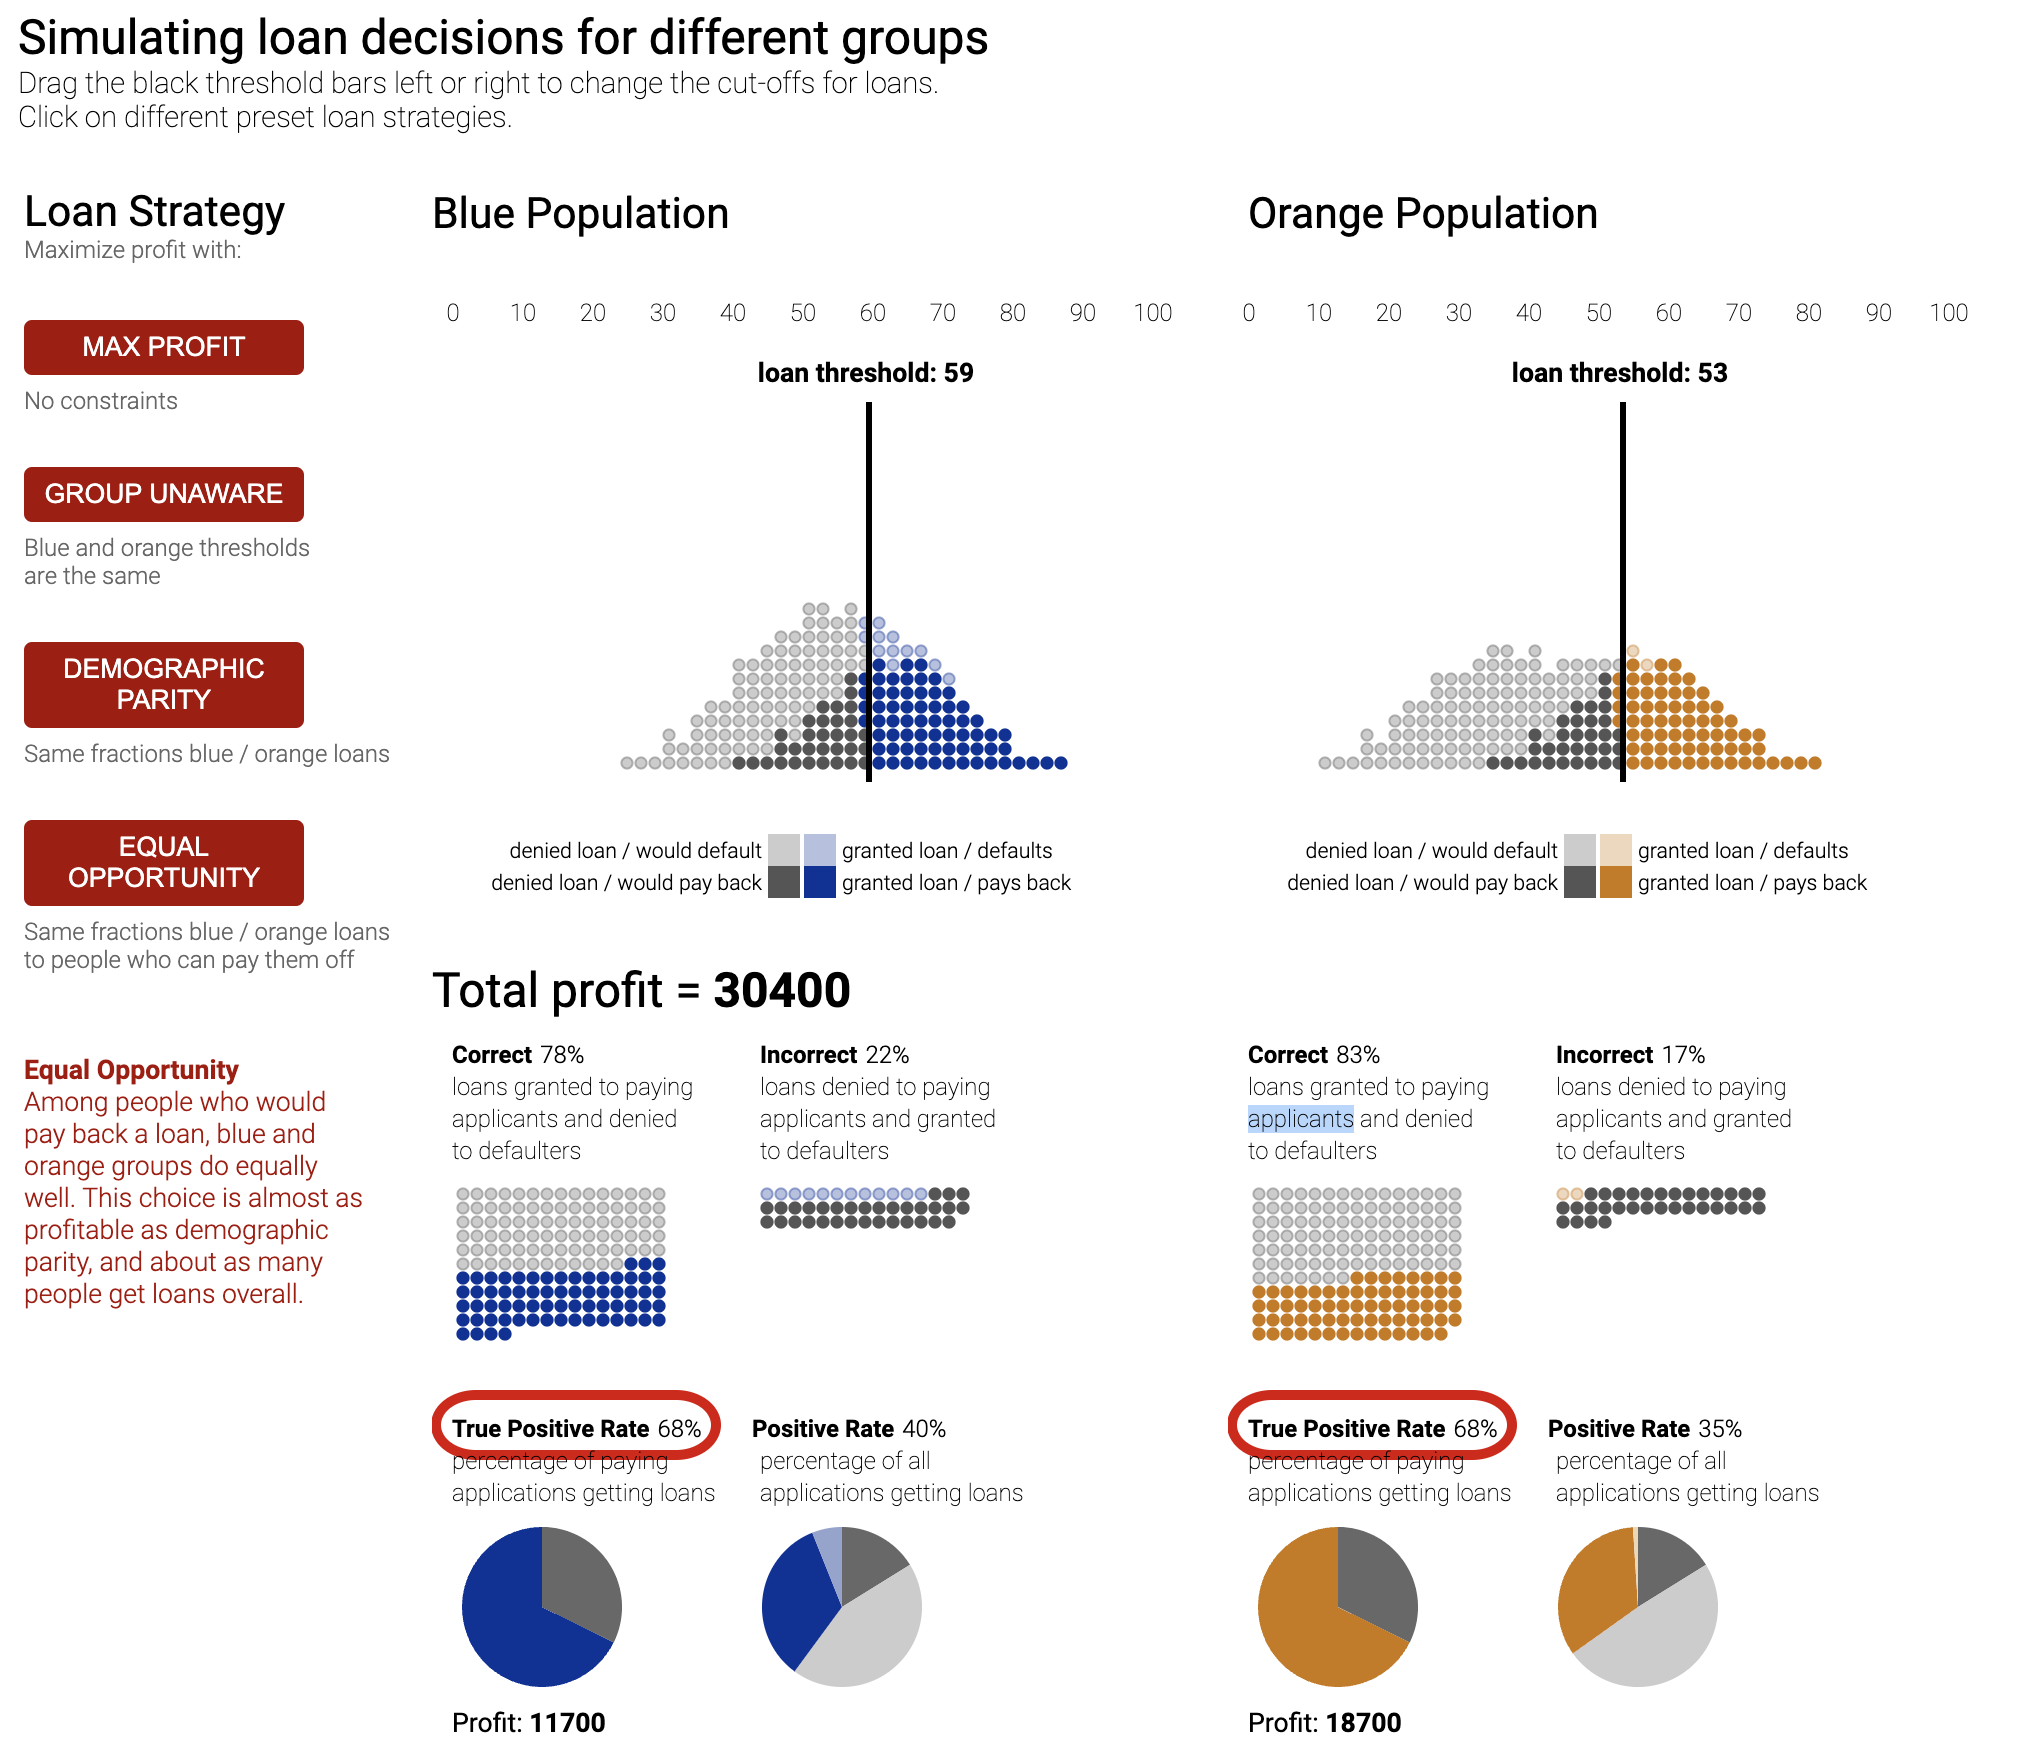 Simulating loan decisions for different groups
Drag the black threshold bars left or right to change the cut-offs for loans.
Click on different preset loan strategies.
Loan Strategy
Maximize profit with:
MAX PROFIT
No constraints
GROUP UNAWARE
Blue and orange thresholds
are the same
DEMOGRAPHIC
PARITY
Same fractions blue / orange loans
EQUAL
OPPORTUNITY
Same fractions blue / orange loans
to people who can pay them off
Equal Opportunity
Among people who would
pay back a loan, blue and
orange groups do equally
well. This choice is almost as
profitable as demographic
parity, and about as many
people get loans overall.
Blue Population
0 10 20 30 40 50 60 70 80 90 100
loan threshold: 59
denied loan / would default
granted loan / defaults
denied loan / would pay back
granted loan / pays back
Orange Population
0 10 20 30 40 50 60 70 80 90 100
loan threshold: 53
denied loan / would default
granted loan / defaults
denied loan / would pay back
granted loan / pays back
Total profit = 30400
Correct 78%
loans granted to paying
applicants and denied
to defaulters
Incorrect 22%
loans denied to paying
applicants and granted
to defaulters
Correct 83%
loans granted to paying
applicants and denied
to defaulters
Incorrect 17%
loans denied to paying
applicants and granted
to defaulters
True Positive Rate 68%
percentage of paying
applications getting loans
Positive Rate 40%
percentage of all
applications getting loans
True Positive Rate 68%
percentage of paying
applications getting loans
Positive Rate 35%
percentage of all
applications getting loans
Profit: 11700
Profit: 18700